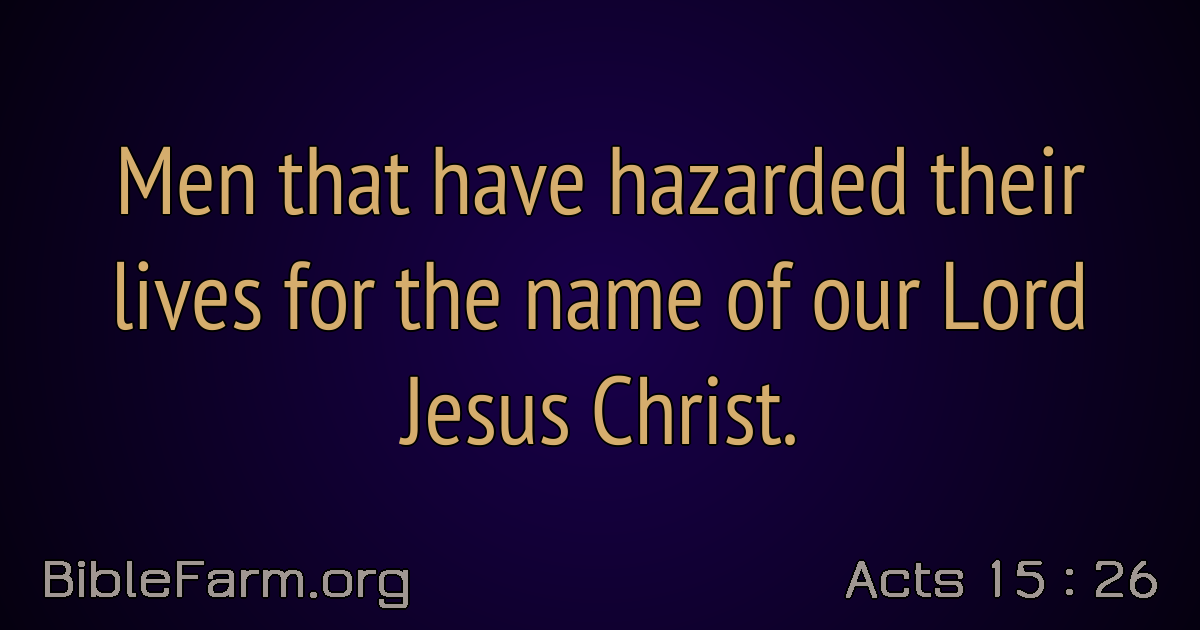 Men that have hazarded their
lives for the name of our Lord
Jesus Christ.
BibleFarm.org
Acts 15 : 26